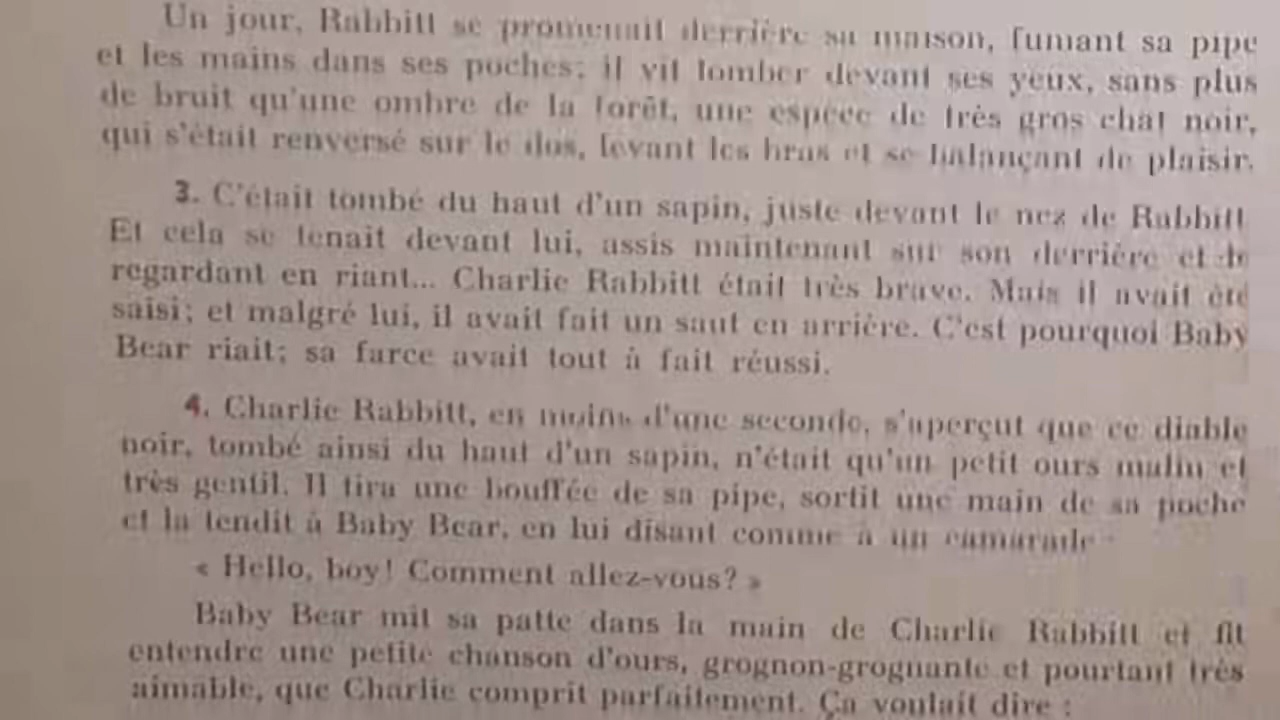 Un jour, Rabbitt se promenait derrière sa maison, fumant sa pipe
et les mains dans ses poches; il vit tomber devant ses yeux, sans plus
de bruit qu'une ombre de la forêt, une espèce de très gros chat noir,
qui s'était renversé sur le dos, levant les bras et se balançant de plaisir.
3. C'était tombé du haut d'un sapin, juste devant le nez de Rabbitt
Et cela se tenait devant lui, assis maintenant sur son derrière et le
regardant en riant... Charlie Rabbitt était très brave. Mais il avait été
saisi; et malgré lui, il avait fait un saut en arrière. C'est pourquoi Baby
Bear riait; sa farce avait tout à fait réussi.
4. Charlie Rabbitt, en moins d'une seconde, s'aperçut que ce diable
noir, tombé ainsi du haut d'un sapin, n'était qu'un petit ours malin et
très gentil. Il tira une bouffée de sa pipe, sortit une main de sa poche
et la tendit à Baby Bear, en lui disant comme à un camarade
« Hello, boy! Comment allez-vous? »
Baby Bear mit sa patte dans la main de Charlie Rabbitt et fit
entendre une petite chanson d'ours, grognon-grognante et pourtant très
aimable, que Charlie comprit parfaitement. Ça voulait dire :